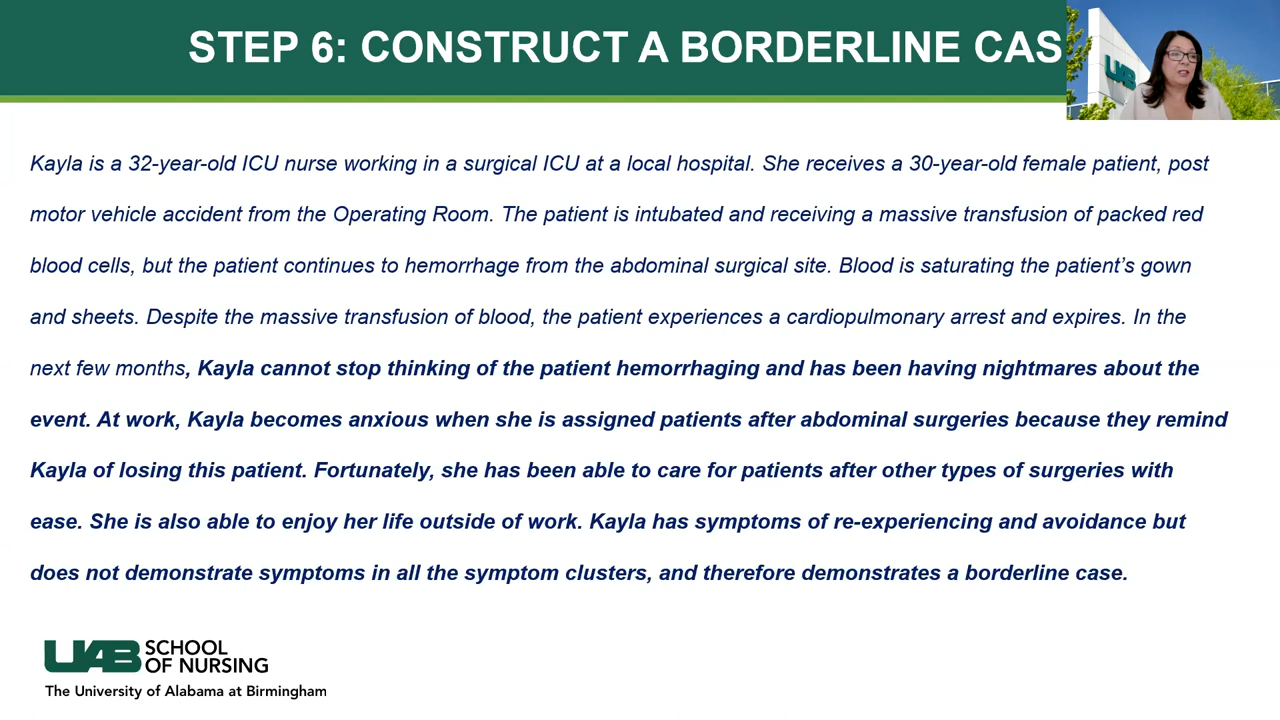 STEP 6: CONSTRUCT A BORDERLINE CAS
UAB
Kayla is a 32-year-old ICU nurse working in a surgical ICU at a local hospital. She receives a 30-year-old female patient, post
motor vehicle accident from the Operating Room. The patient is intubated and receiving a massive transfusion of packed red
blood cells, but the patient continues to hemorrhage from the abdominal surgical site. Blood is saturating the patient's gown
and sheets. Despite the massive transfusion of blood, the patient experiences a cardiopulmonary arrest and expires. In the
next few months, Kayla cannot stop thinking of the patient hemorrhaging and has been having nightmares about the
event. At work, Kayla becomes anxious when she is assigned patients after abdominal surgeries because they remind
Kayla of losing this patient. Fortunately, she has been able to care for patients after other types of surgeries with
ease. She is also able to enjoy her life outside of work. Kayla has symptoms of re-experiencing and avoidance but
does not demonstrate symptoms in all the symptom clusters, and therefore demonstrates a borderline case.
UAB SCHOOL
OF NURSING
The University of Alabama at Birmingham